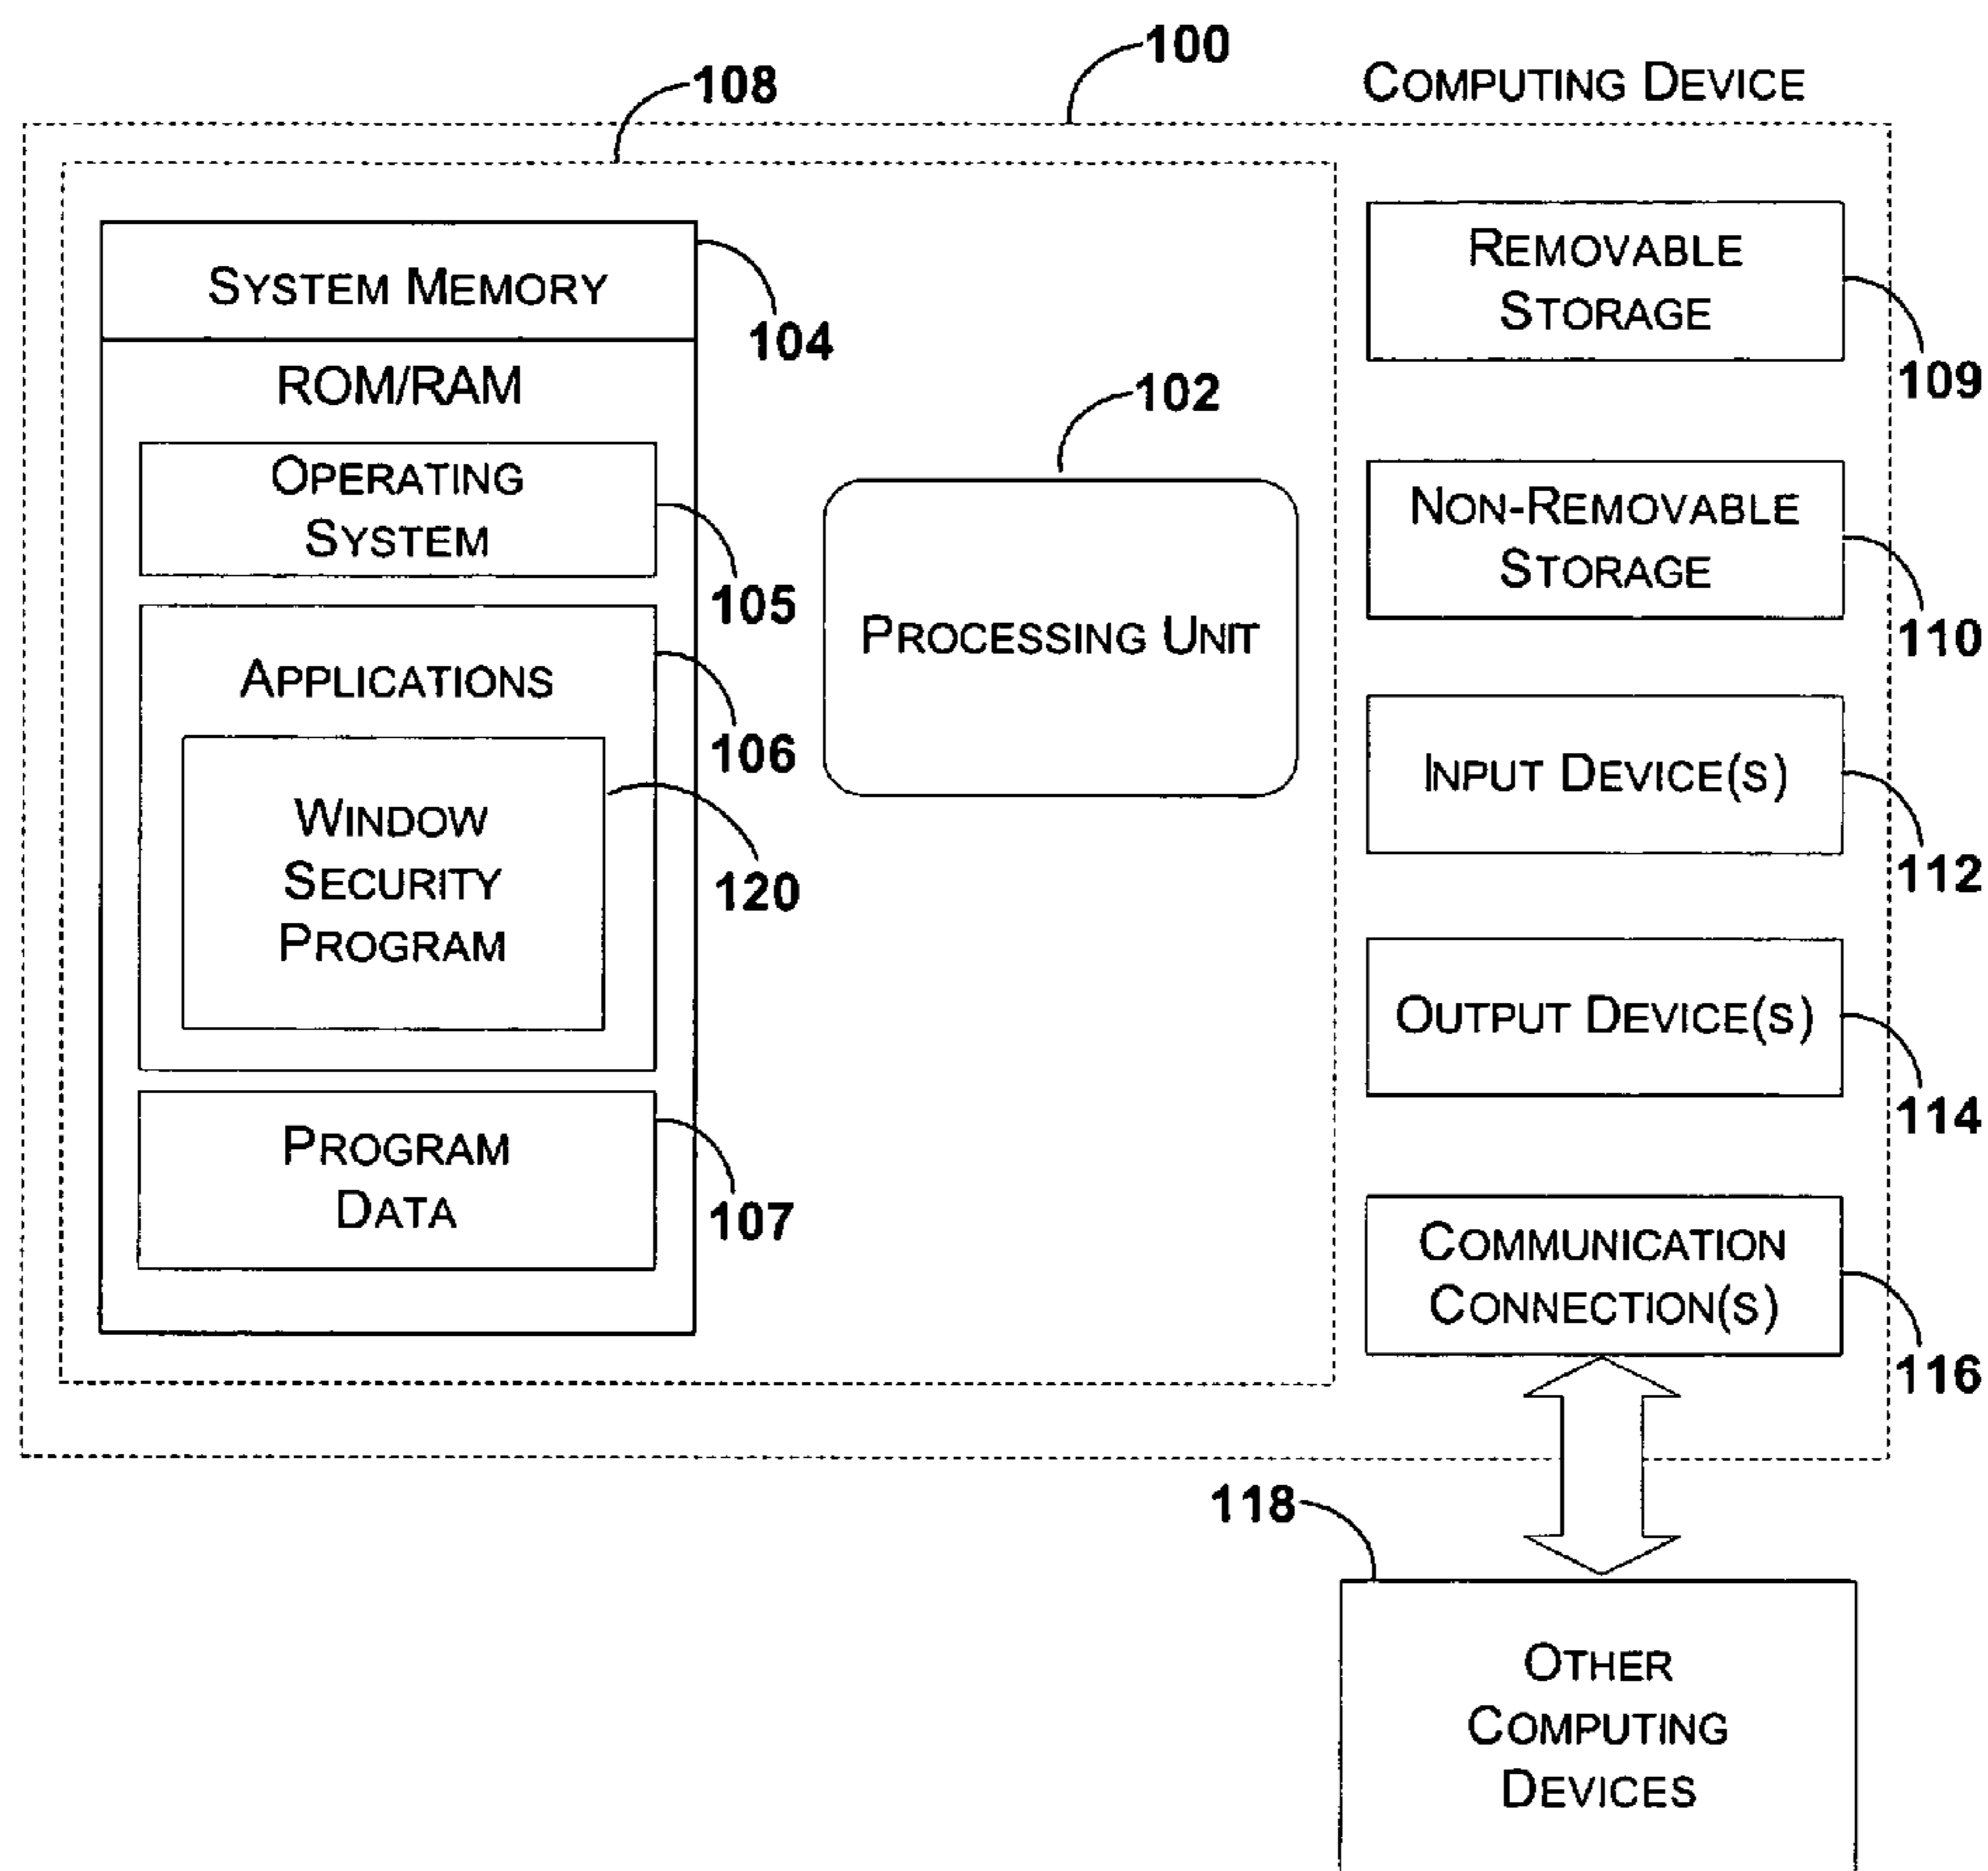 100
108
COMPUTING DEVICE
SYSTEM MEMORY
104
ROM/RAM
OPERATING
SYSTEM
105
APPLICATIONS
106
WINDOW
SECURITY
PROGRAM
120
PROGRAM
DATA
107
102
PROCESSING UNIT
REMOVABLE
STORAGE
109
NON-REMOVABLE
STORAGE
110
INPUT DEVICE(S)
112
OUTPUT DEVICE(S)
114
COMMUNICATION
CONNECTION(S)
116
118
OTHER
COMPUTING
DEVICES